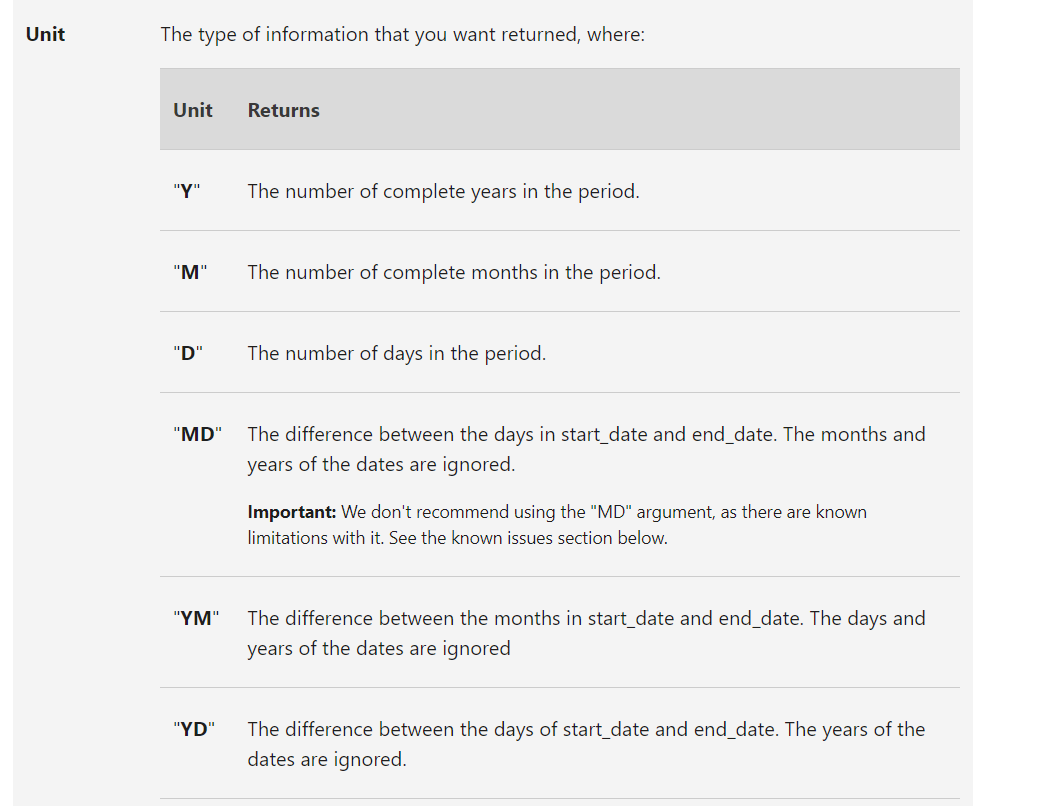 Unit The type of information that you want returned, where:
Unit Returns
"Y" The number of complete years in the period.
"M" The number of complete months in the period.
"D" The number of days in the period.
"MD" The difference between the days in start_date and end_date. The months and
years of the dates are ignored.
Important: We don't recommend using the "MD" argument, as there are known
limitations with it. See the known issues section below.
"YM" The difference between the months in start_date and end_date. The days and
years of the dates are ignored
"YD" The difference between the days of start_date and end_date. The years of the
dates are ignored.